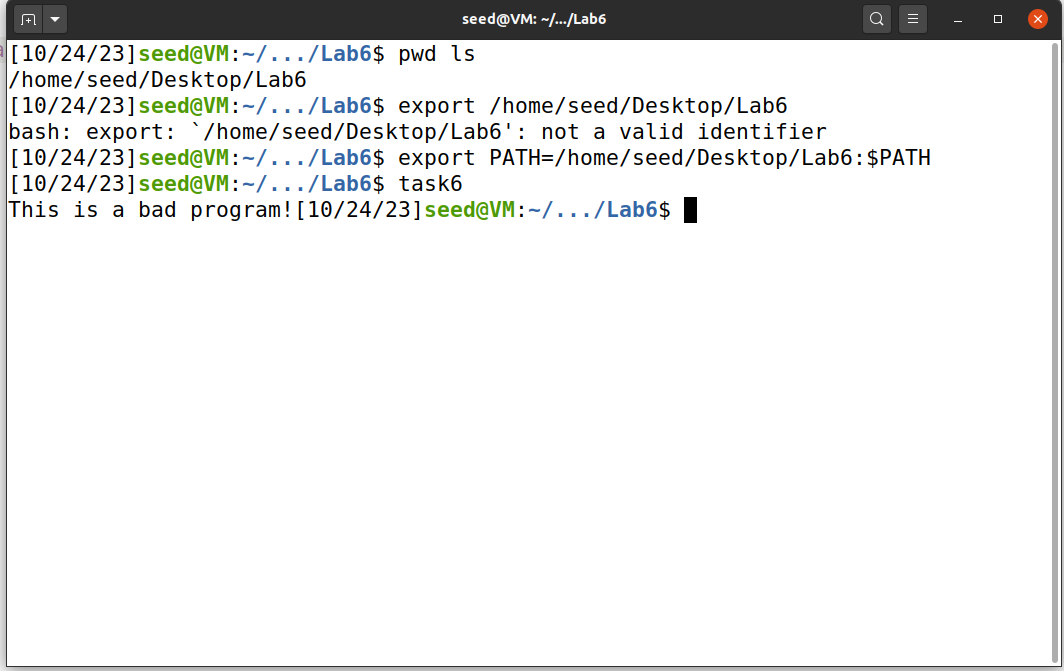 seed@VM: ~/.../Lab6
[10/24/23]seed@VM:~/.../Lab6$ pwd ls
/home/seed/Desktop/Lab6
[10/24/23]seed@VM:~/.../Lab6$ export /home/seed/Desktop/Lab6
bash: export: `/home/seed/Desktop/Lab6': not a valid identifier
[10/24/23]seed@VM:~/.../Lab6$ export PATH=/home/seed/Desktop/Lab6:$PATH
[10/24/23]seed@VM:~/.../Lab6$ task6
This is a bad program![10/24/23]seed@VM:~/.../Lab6$